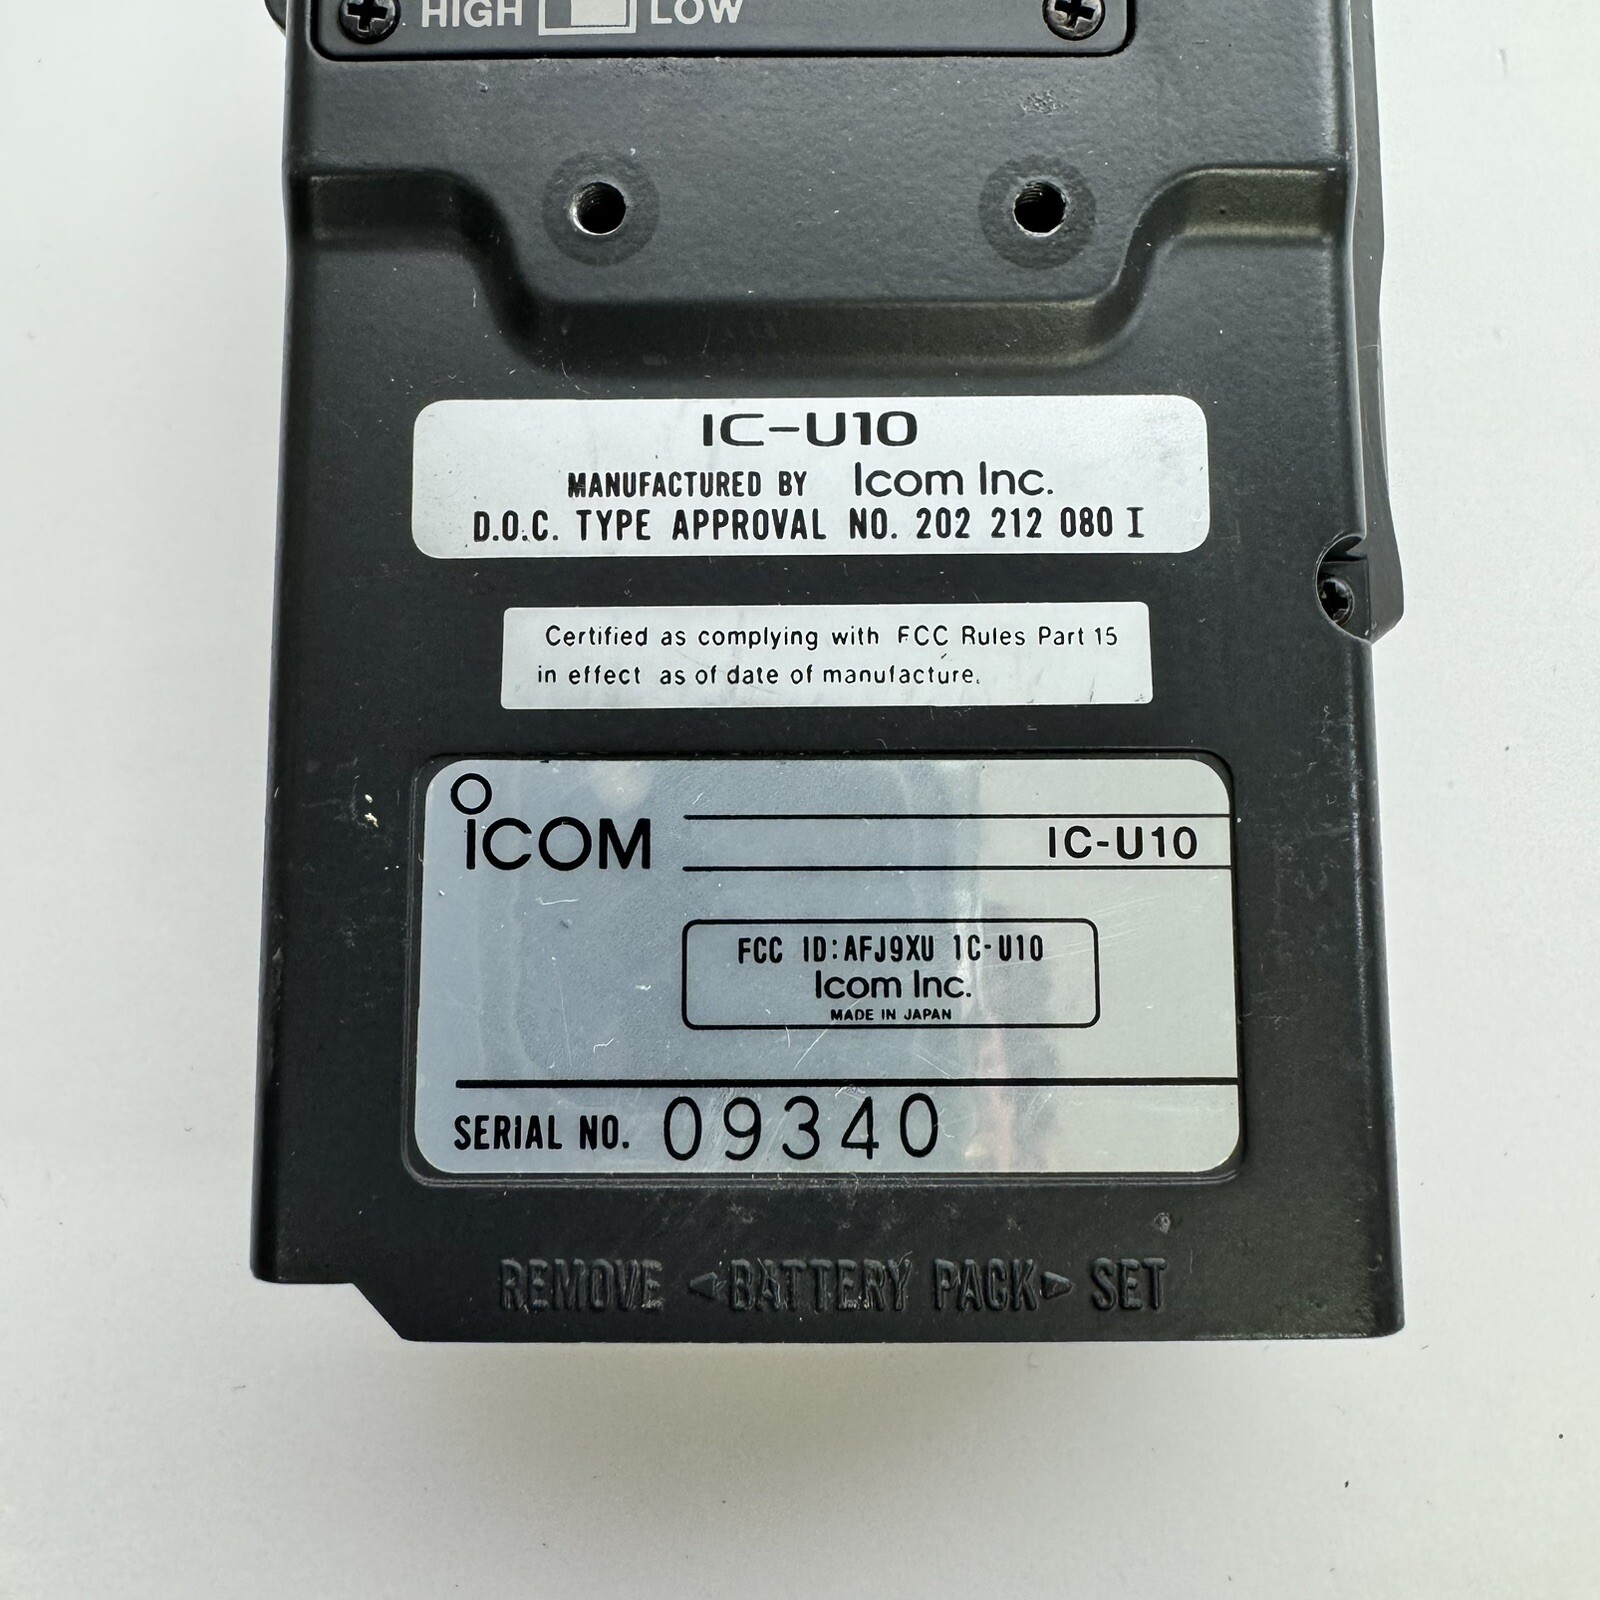 HIGH LOW
IC-U10
MANUFACTURED BY Icom Inc.
D.O.C. TYPE APPROVAL NO. 202 212 080 I
Certified as complying with FCC Rules Part 15
in effect as of date of manufacture.
ICOM
IC-U10
FCC ID:AFJ9XU 1C-U10
Icom Inc.
MADE IN JAPAN
SERIAL NO. 09340
REMOVE ◁BATTERY PACK▷ SET